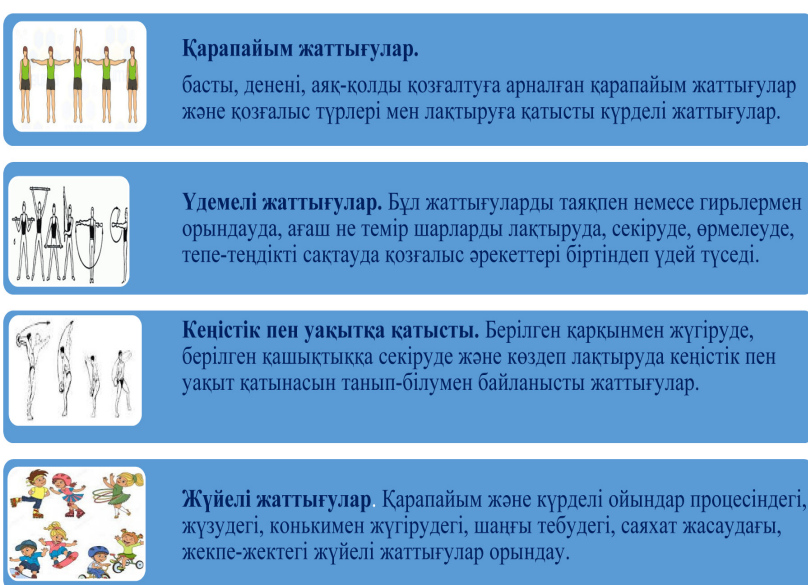 Қарапайым жаттығулар.
басты, денені, аяқ-қолды қозғалтуға арналған қарапайым жаттығулар
және қозғалыс түрлері мен лақтыруға қатысты күрделі жаттығулар.
Үдемелі жаттығулар. Бұл жаттығуларды таяқпен немесе гирьлермен
орындауда, ағаш не темір шарларды лақтыруда, секіруде, өрмелеуде,
тепе-теңдікті сақтауда қозғалыс әрекеттері біртіндеп үдей түседі.
Кеңістік пен уақытқа қатысты. Берілген қарқынмен жүгіруде,
берілген қашықтыққа секіруде және көздеп лақтыруда кеңістік пен
уақыт қатынасын танып-білумен байланысты жаттығулар.
Жүйелі жаттығулар. Қарапайым және күрделі ойындар процесіндегі,
жүзудегі, конькимен жүгірудегі, шаңғы тебудегі, саяхат жасаудағы,
жекпе-жектегі жүйелі жаттығулар орындау.